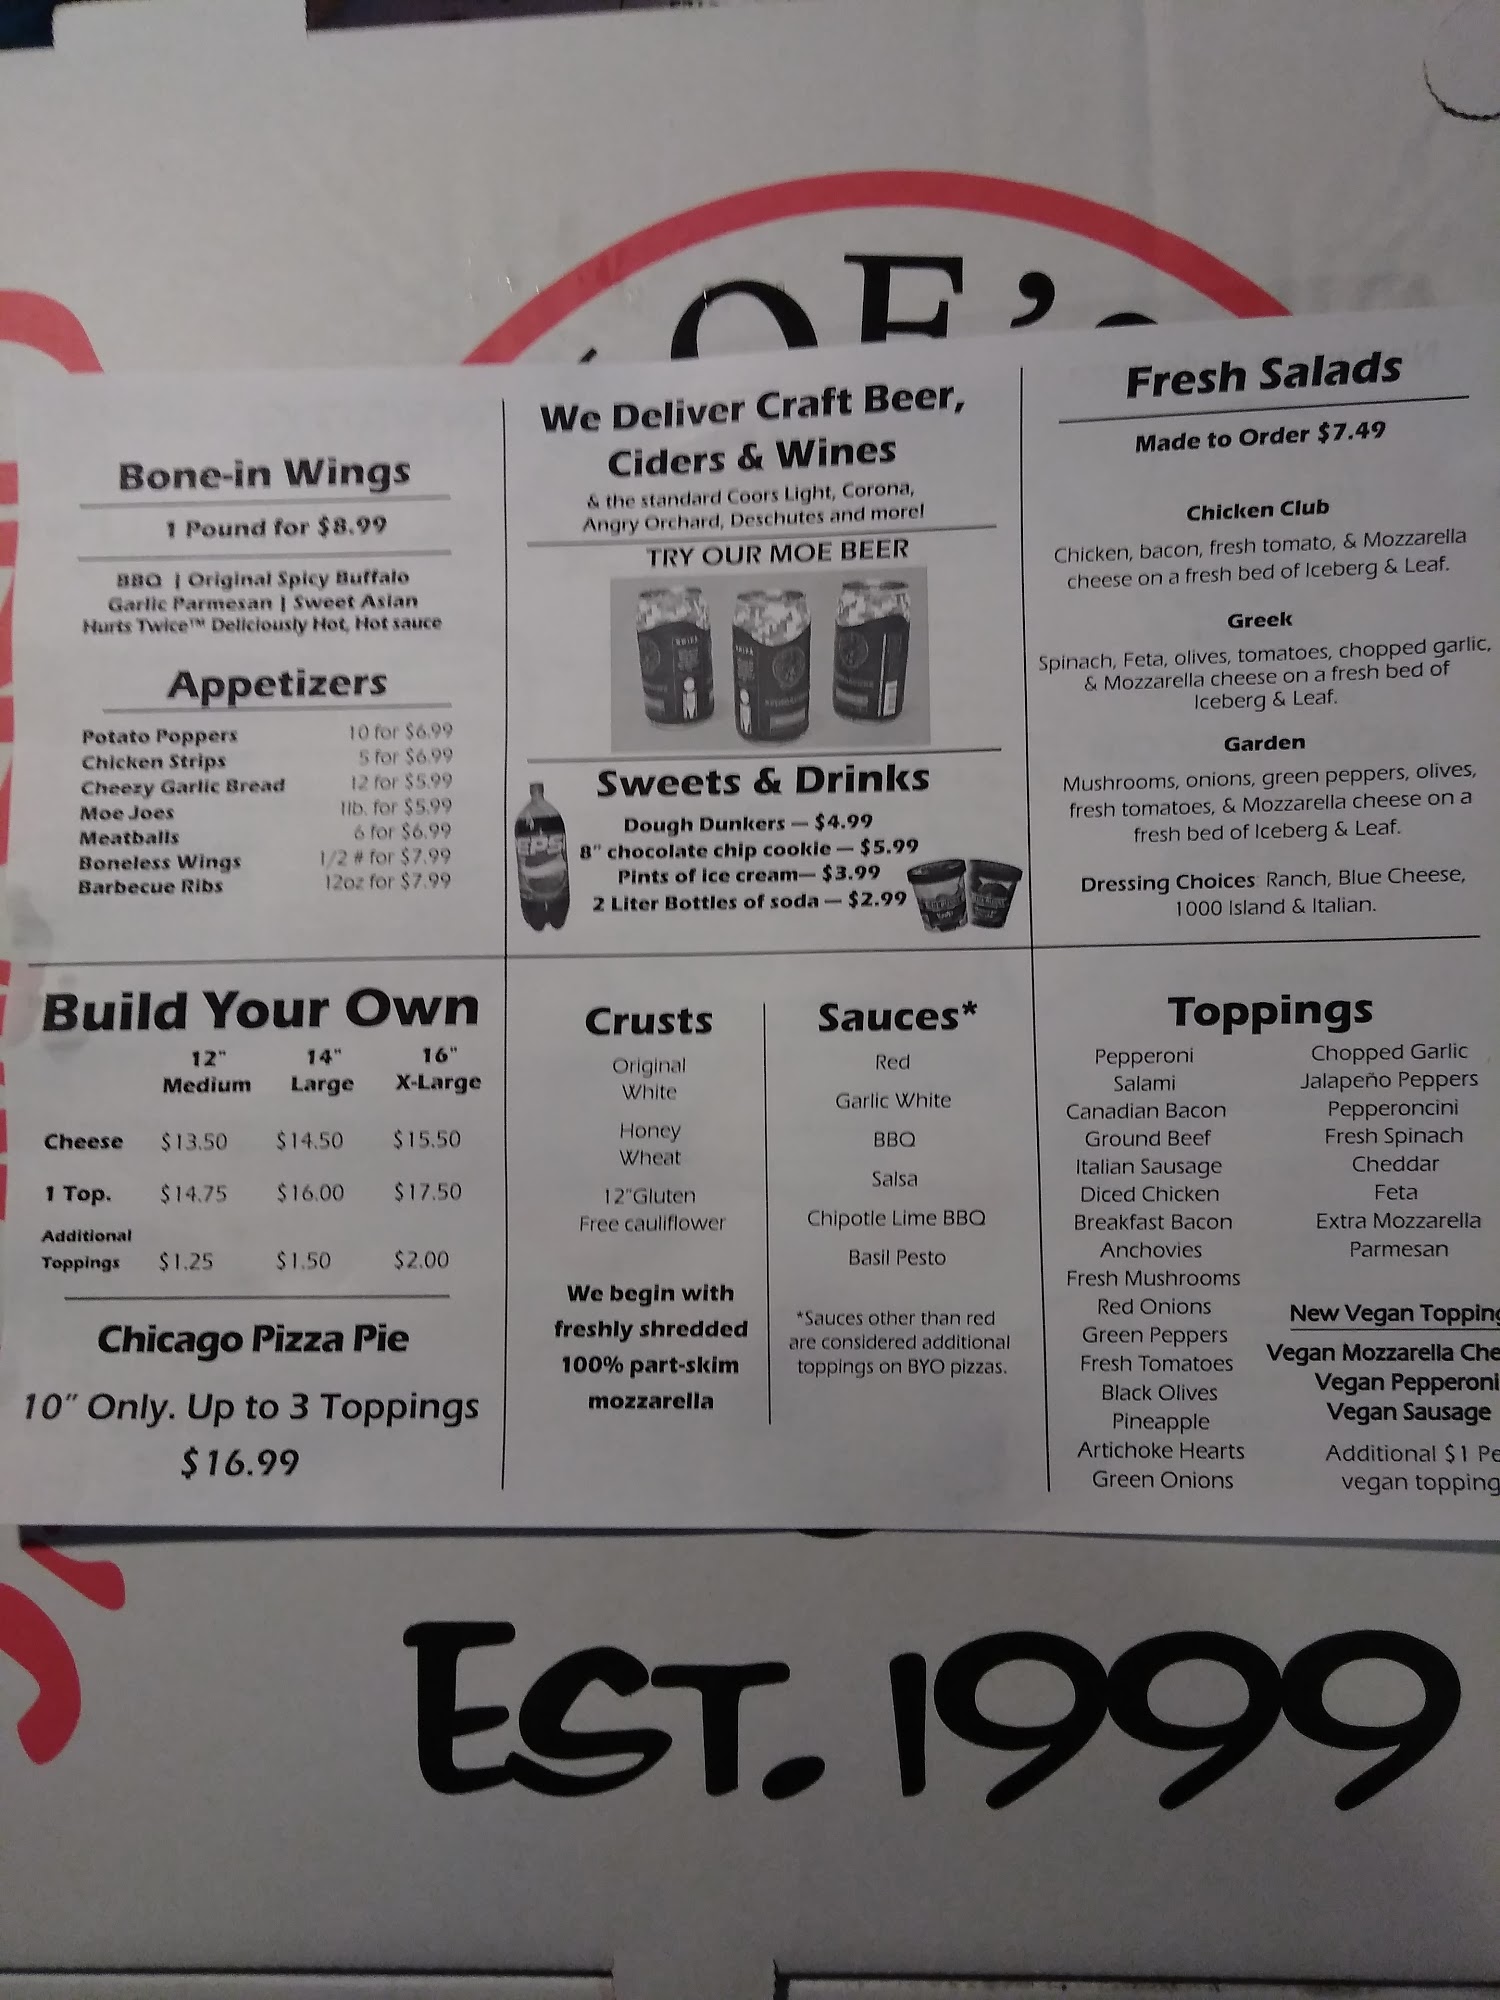 OE's
Bone-in Wings
1 Pound for $8.99
BBQ | Original Spicy Buffalo
Garlic Parmesan | Sweet Asian
Hurts Twice™ Deliciously Hot, Hot sauce
Appetizers
Potato Poppers 10 for $6.99
Chicken Strips 5 for $6.99
Cheezy Garlic Bread 12 for $5.99
Moe Joes 1lb. for $5.99
Meatballs 6 for $6.99
Boneless Wings 1/2 # for $7.99
Barbecue Ribs 12oz for $7.99
We Deliver Craft Beer,
Ciders & Wines
& the standard Coors Light, Corona,
Angry Orchard, Deschutes and more!
TRY OUR MOE BEER
Sweets & Drinks
Dough Dunkers — $4.99
8" chocolate chip cookie — $5.99
Pints of ice cream— $3.99
2 Liter Bottles of soda — $2.99
EPS
Fresh Salads
Made to Order $7.49
Chicken Club
Chicken, bacon, fresh tomato, & Mozzarella
cheese on a fresh bed of Iceberg & Leaf.
Greek
Spinach, Feta, olives, tomatoes, chopped garlic,
& Mozzarella cheese on a fresh bed of
Iceberg & Leaf.
Garden
Mushrooms, onions, green peppers, olives,
fresh tomatoes, & Mozzarella cheese on a
fresh bed of Iceberg & Leaf.
Dressing Choices: Ranch, Blue Cheese,
1000 Island & Italian.
Build Your Own
12" 14" 16"
Medium Large X-Large
Cheese $13.50 $14.50 $15.50
1 Top. $14.75 $16.00 $17.50
Additional
Toppings $1.25 $1.50 $2.00
Chicago Pizza Pie
10" Only. Up to 3 Toppings
$16.99
Crusts
Original
White
Honey
Wheat
12"Gluten
Free cauliflower
We begin with
freshly shredded
100% part-skim
mozzarella
Sauces*
Red
Garlic White
BBQ
Salsa
Chipotle Lime BBQ
Basil Pesto
*Sauces other than red
are considered additional
toppings on BYO pizzas.
Toppings
Pepperoni
Salami
Canadian Bacon
Ground Beef
Italian Sausage
Diced Chicken
Breakfast Bacon
Anchovies
Fresh Mushrooms
Red Onions
Green Peppers
Fresh Tomatoes
Black Olives
Pineapple
Artichoke Hearts
Green Onions
Chopped Garlic
Jalapeño Peppers
Pepperoncini
Fresh Spinach
Cheddar
Feta
Extra Mozzarella
Parmesan
New Vegan Topping
Vegan Mozzarella Che
Vegan Pepperoni
Vegan Sausage
Additional $1 Pe
vegan topping
EST. 1999